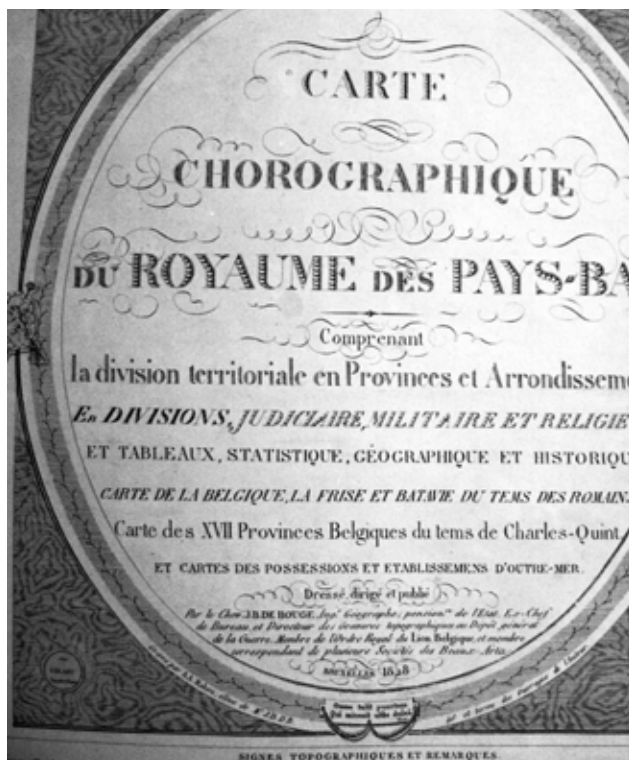 CARTE
CHOROGRAPHIQUE
DU ROYAUME DES PAYS-BA
Comprenant
la division territoriale en Provinces et Arrondisseme
En DIVISIONS, JUDICIAIRE, MILITAIRE ET RELIGIE
ET TABLEAUX, STATISTIQUE, GÉOGRAPHIQUE ET HISTORIQU
CARTE DE LA BELGIQUE, LA FRISE ET BATAVIE DU TEMS DES ROMAINS
Carte des XVII Provinces Belgiques du tems de Charles-Quint
ET CARTES DES POSSESSIONS ET ETABLISSEMENS D'OUTRE-MER.
Dressé, dirigé et publié
Par le Chev. J.B. DE BOUGE, Ingr. Géographe, pension.re de l'Etat, Ex-Chef
de Bureau et Directeur des Gravures topographiques au Dépôt général
de la Guerre, Membre de l'Ordre Royal du Lion Belgique, et membre
correspondant de plusieurs Sociétés des Beaux-Arts.
BRUXELLES 1828
SIGNES TOPOGRAPHIQUES ET REMARQUES